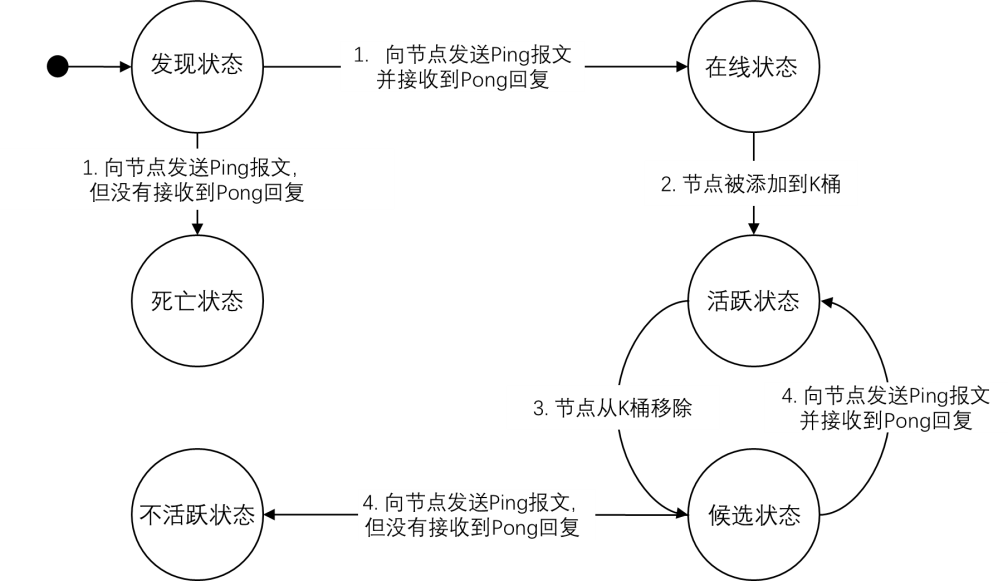 发现状态
1. 向节点发送Ping报文
并接收到Pong回复
在线状态
1. 向节点发送Ping报文,
但没有接收到Pong回复
2. 节点被添加到K桶
死亡状态
活跃状态
3. 节点从K桶移除
4. 向节点发送Ping报文
并接收到Pong回复
不活跃状态
4. 向节点发送Ping报文,
但没有接收到Pong回复
候选状态